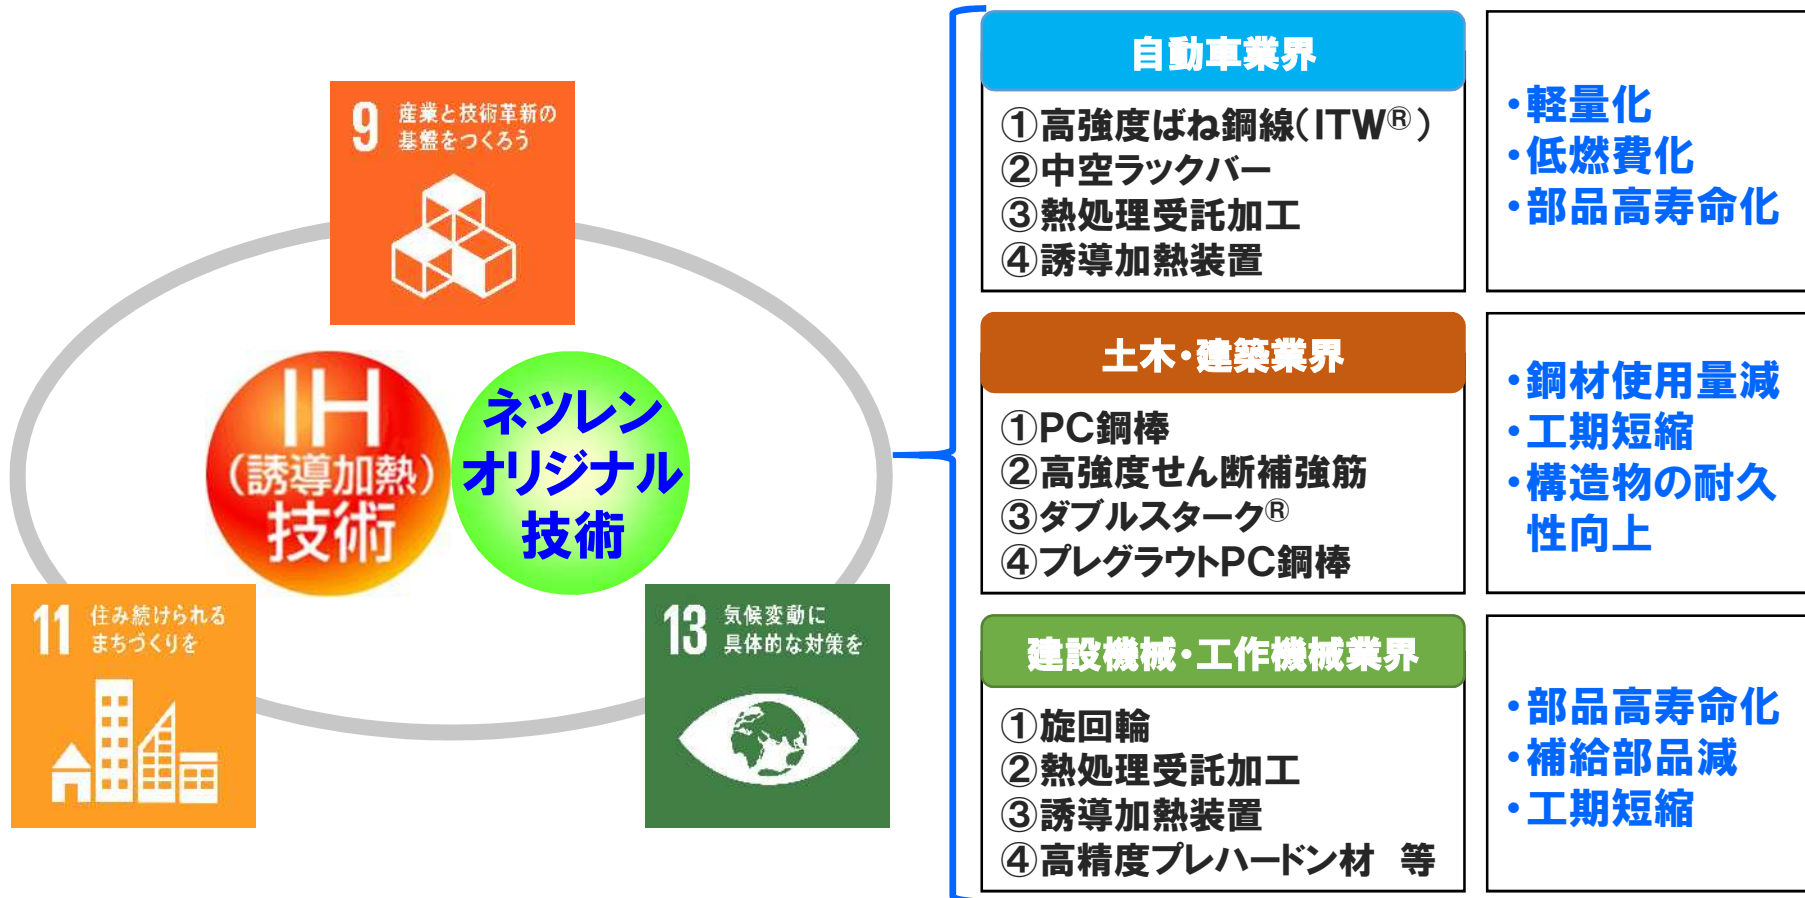 9 産業と技術革新の
基盤をつくろう
IH
(誘導加熱)
技術
ネツレン
オリジナル
技術
11 住み続けられる
まちづくりを
13 気候変動に
具体的な対策を
自動車業界
①高強度ばね鋼線(ITW®)
②中空ラックバー
③熱処理受託加工
④誘導加熱装置
・軽量化
・低燃費化
・部品高寿命化
土木・建築業界
①PC鋼棒
②高強度せん断補強筋
③ダブルスターク®
④プレグラウトPC鋼棒
・鋼材使用量減
・工期短縮
・構造物の耐久
性向上
建設機械・工作機械業界
①旋回輪
②熱処理受託加工
③誘導加熱装置
④高精度プレハードン材 等
・部品高寿命化
・補給部品減
・工期短縮